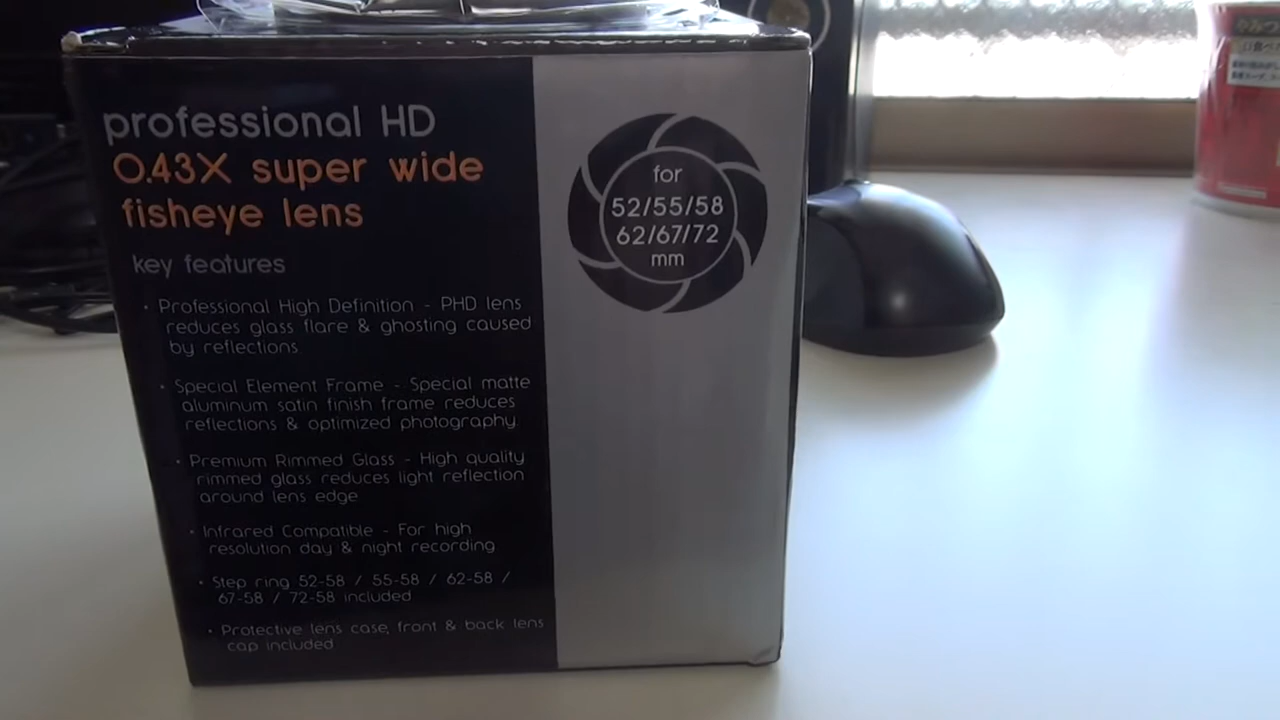 professional HD
0.43X super wide
fisheye lens
key features
• Professional High Definition - PHD lens
reduces glass flare & ghosting caused
by reflections
• Special Element Frame - Special matte
aluminum satin finish frame reduces
reflections & optimized photography.
• Premium Rimmed Glass - High quality
rimmed glass reduces light reflection
around lens edge
• Infrared Compatible - For high
resolution day & night recording
• Step ring 52-58 / 55-58 / 62-58 /
67-58 / 72-58 included
• Protective lens case, front & back lens
cap included
for
52/55/58
62/67/72
mm